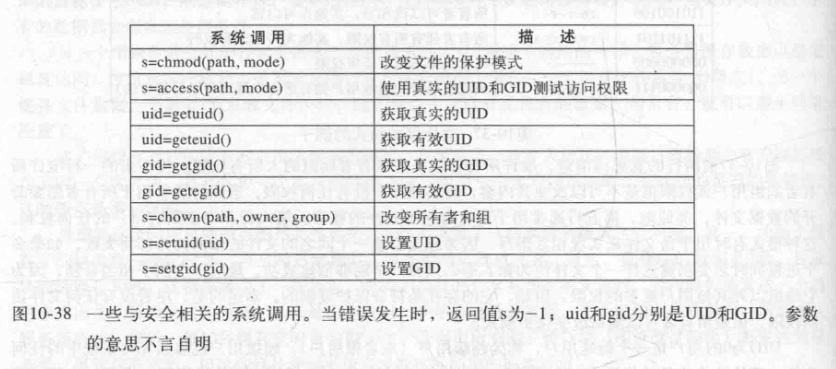 系统调用 描述
s=chmod(path, mode) 改变文件的保护模式
s=access(path, mode) 使用真实的UID和GID测试访问权限
uid=getuid() 获取真实的UID
uid=geteuid() 获取有效UID
gid=getgid() 获取真实的GID
gid=getegid() 获取有效GID
s=chown(path, owner, group) 改变所有者和组
s=setuid(uid) 设置UID
s=setgid(gid) 设置GID
图10-38 一些与安全相关的系统调用。当错误发生时，返回值s为−1；uid和gid分别是UID和GID。参数
的意思不言自明